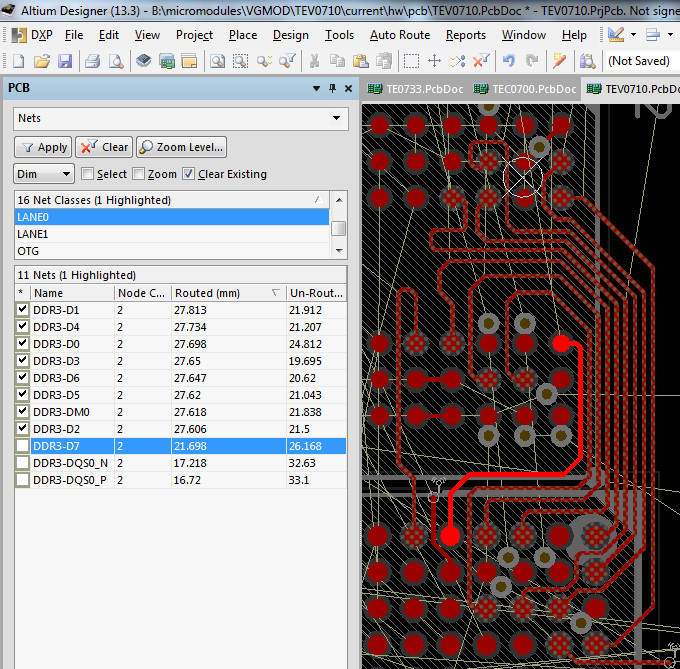 Altium Designer (13.3) - B:\micromodules\VGMOD\TEV0710\current\hw\pcb\TEV0710.PcbDoc * - TEV0710.PrjPcb. Not signe
DXP File Edit View Project Place Design Tools Auto Route Reports Window Help
(Not Saved)
PCB
TE0733.PcbDoc TEC0700.PcbDoc TEV0710.PcbDoc
Nets
Apply Clear Zoom Level...
Dim Select Zoom Clear Existing
16 Net Classes (1 Highlighted)
LANE0
LANE1
OTG
11 Nets (1 Highlighted)
* Name Node C... Routed (mm) Un-Rout...
DDR3-D1 2 27.813 21.912
DDR3-D4 2 27.734 21.207
DDR3-D0 2 27.698 24.812
DDR3-D3 2 27.65 19.695
DDR3-D6 2 27.647 20.62
DDR3-D5 2 27.62 21.043
DDR3-DM0 2 27.618 21.838
DDR3-D2 2 27.606 21.5
DDR3-D7 2 21.698 26.168
DDR3-DQS0_N 2 17.218 32.63
DDR3-DQS0_P 2 16.72 33.1